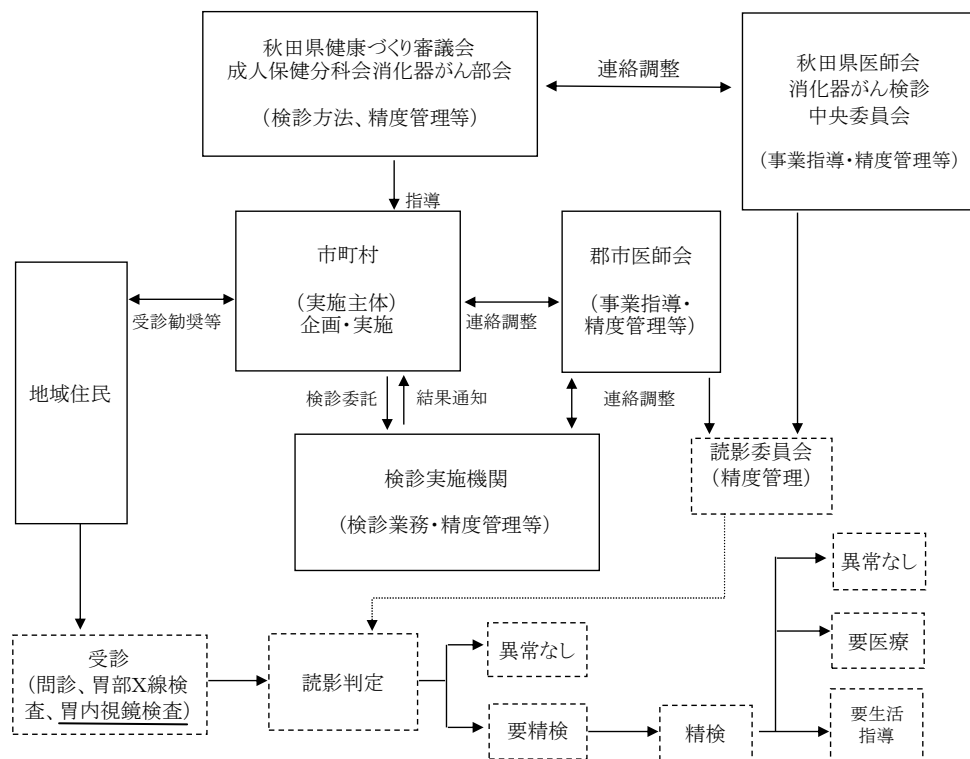 秋田県健康づくり審議会
成人保健分科会消化器がん部会
（検診方法、精度管理等）
連絡調整
秋田県医師会
消化器がん検診
中央委員会
（事業指導・精度管理等）
指導
市町村
（実施主体）
企画・実施
郡市医師会
（事業指導・
精度管理等）
受診勧奨等
連絡調整
地域住民
検診委託
結果通知
連絡調整
検診実施機関
（検診業務・精度管理等）
読影委員会
（精度管理）
異常なし
受診
（問診、胃部X線検
査、胃内視鏡検査）
読影判定
異常なし
要医療
要精検
精検
要生活
指導